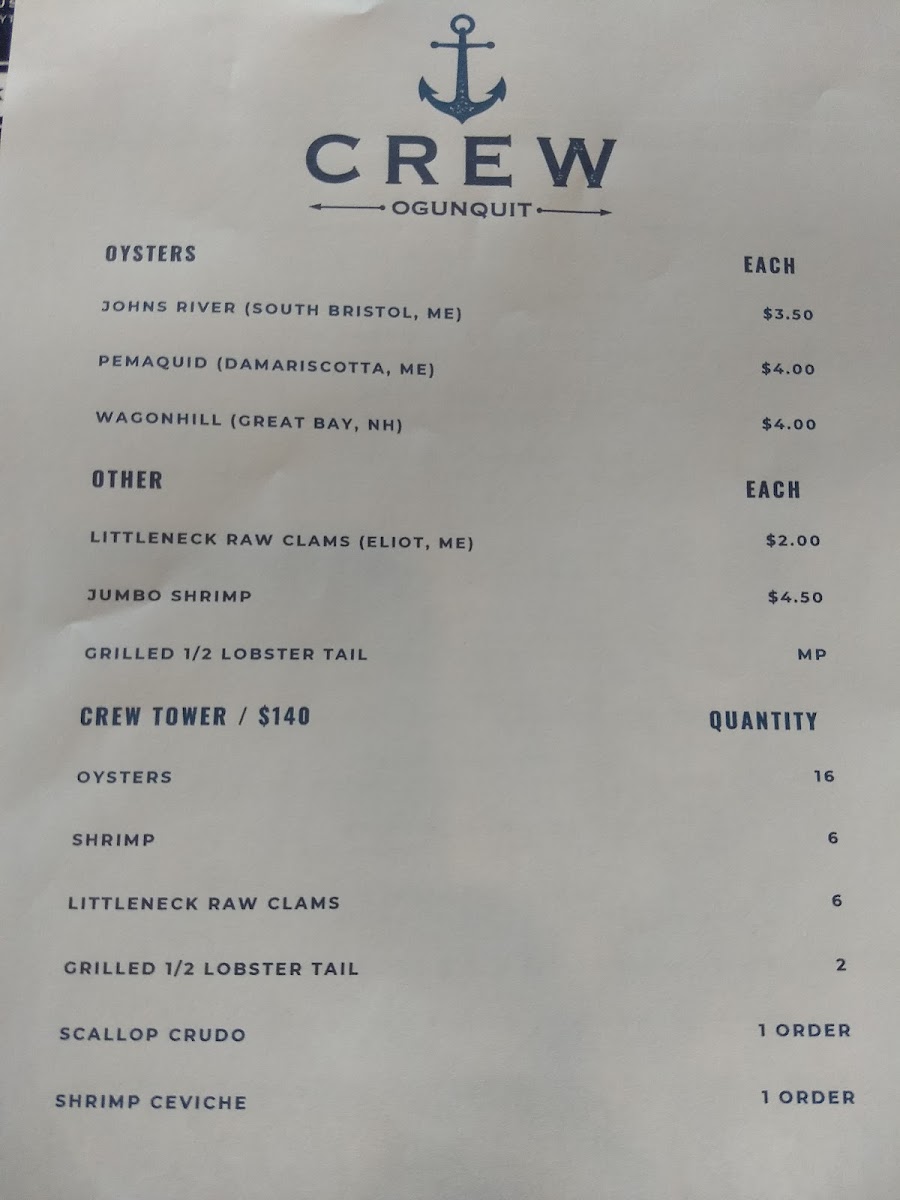 CREW
OGUNQUIT
OYSTERS EACH
JOHNS RIVER (SOUTH BRISTOL, ME) $3.50
PEMAQUID (DAMARISCOTTA, ME) $4.00
WAGONHILL (GREAT BAY, NH) $4.00
OTHER EACH
LITTLENECK RAW CLAMS (ELIOT, ME) $2.00
JUMBO SHRIMP $4.50
GRILLED 1/2 LOBSTER TAIL MP
CREW TOWER / $140 QUANTITY
OYSTERS 16
SHRIMP 6
LITTLENECK RAW CLAMS 6
GRILLED 1/2 LOBSTER TAIL 2
SCALLOP CRUDO 1 ORDER
SHRIMP CEVICHE 1 ORDER